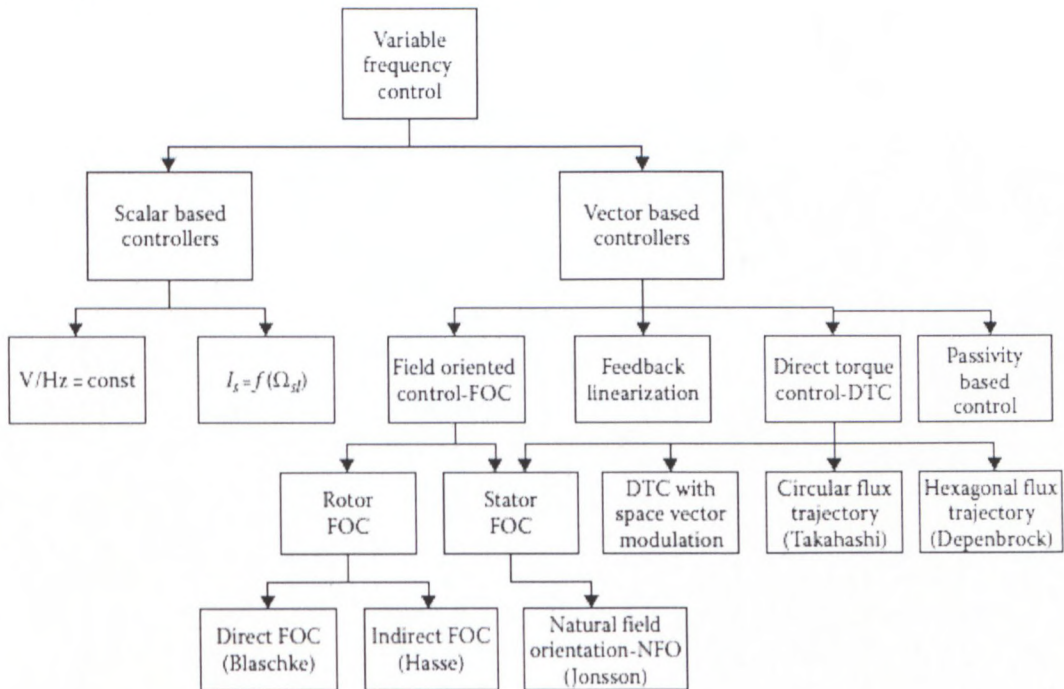 Variable
frequency
control
Scalar based
controllers
Vector based
controllers
V/Hz = const
I_s = f(Ω_sl)
Field oriented
control-FOC
Feedback
linearization
Direct torque
control-DTC
Passivity
based
control
Rotor
FOC
Stator
FOC
DTC with
space vector
modulation
Circular flux
trajectory
(Takahashi)
Hexagonal flux
trajectory
(Depenbrock)
Direct FOC
(Blaschke)
Indirect FOC
(Hasse)
Natural field
orientation-NFO
(Jonsson)